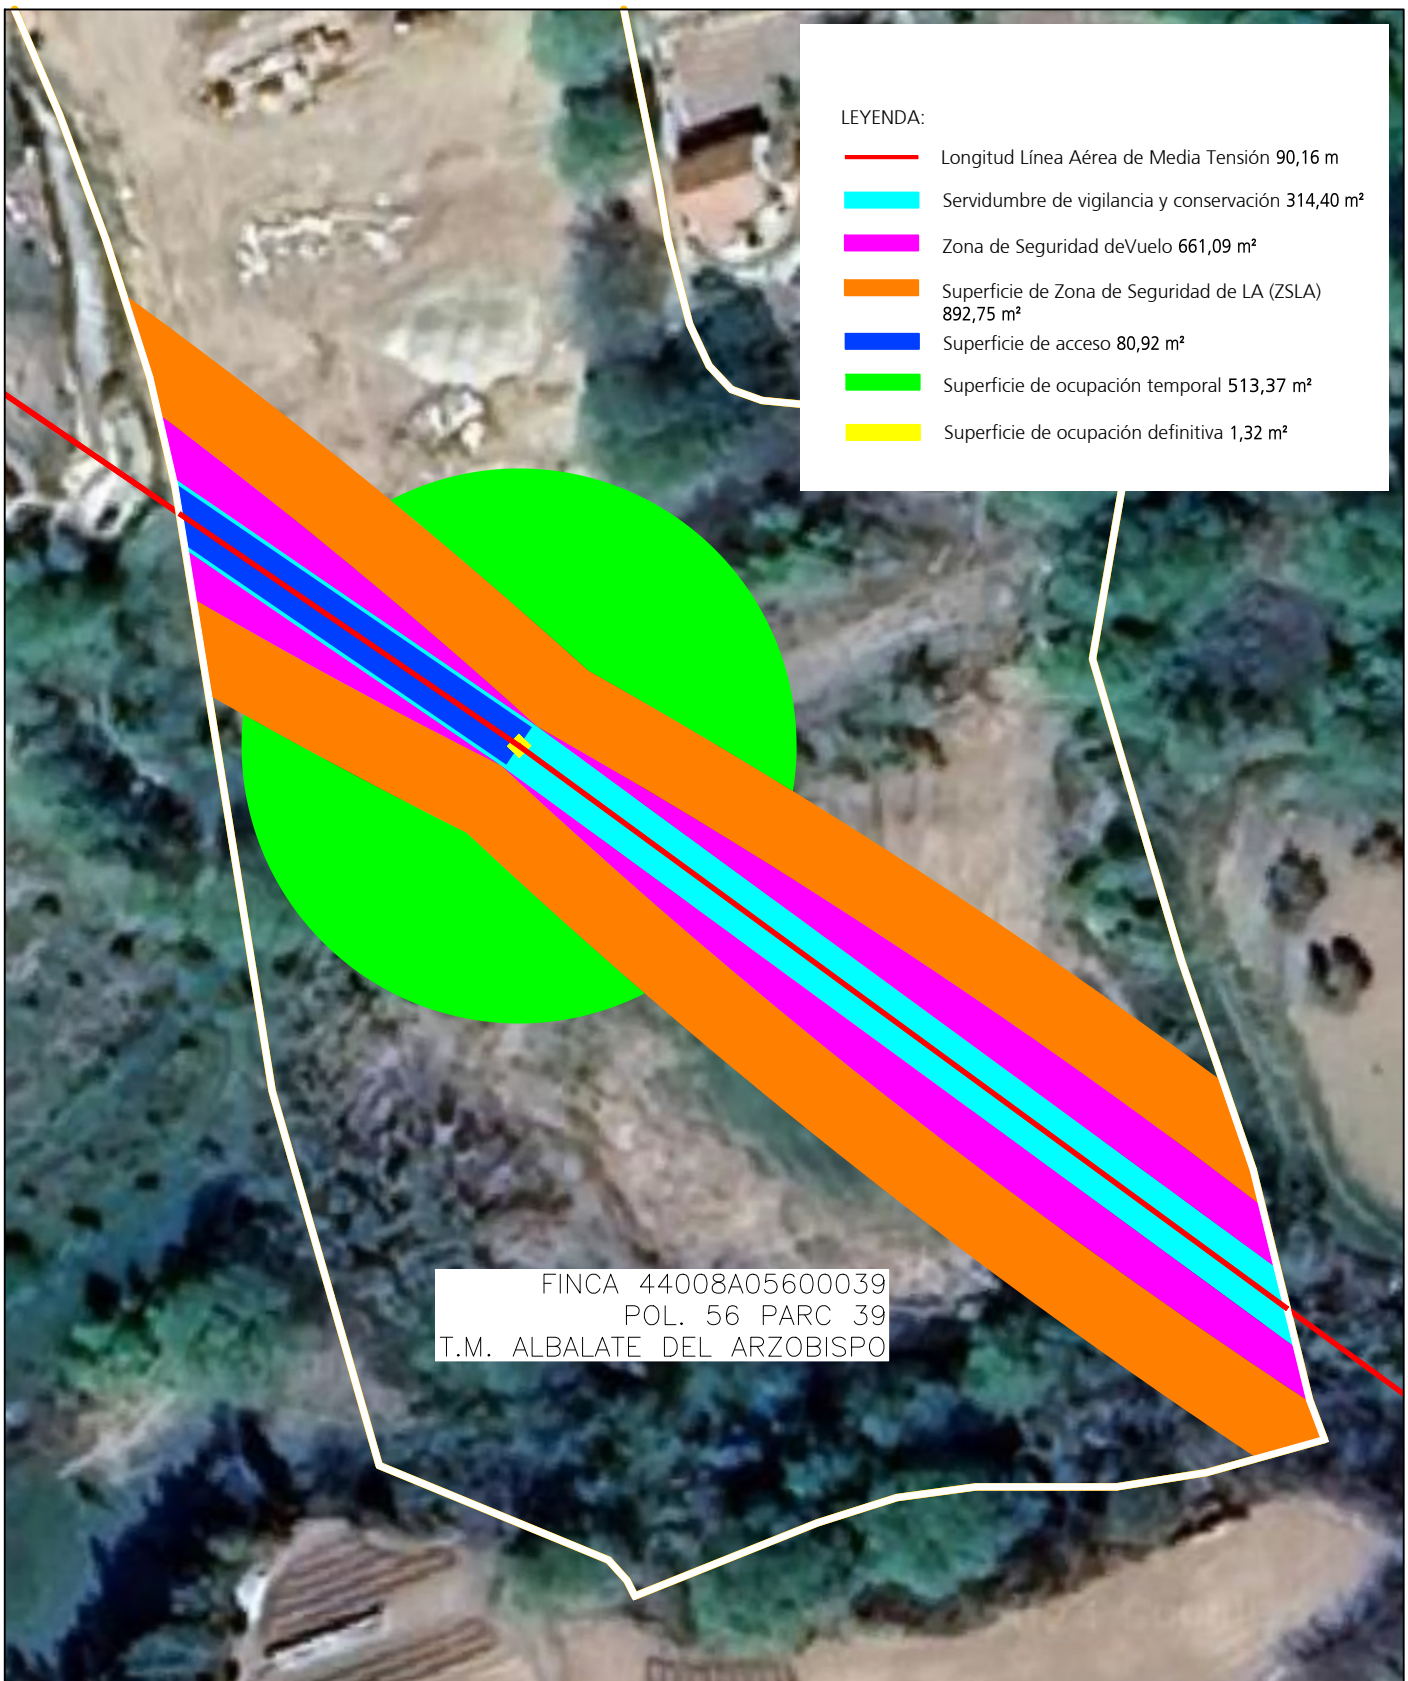 LEYENDA:
Longitud Línea Aérea de Media Tensión 90,16 m
Servidumbre de vigilancia y conservación 314,40 m²
Zona de Seguridad deVuelo 661,09 m²
Superficie de Zona de Seguridad de LA (ZSLA)
892,75 m²
Superficie de acceso 80,92 m²
Superficie de ocupación temporal 513,37 m²
Superficie de ocupación definitiva 1,32 m²
FINCA 44008A05600039
POL. 56 PARC 39
T.M. ALBALATE DEL ARZOBISPO